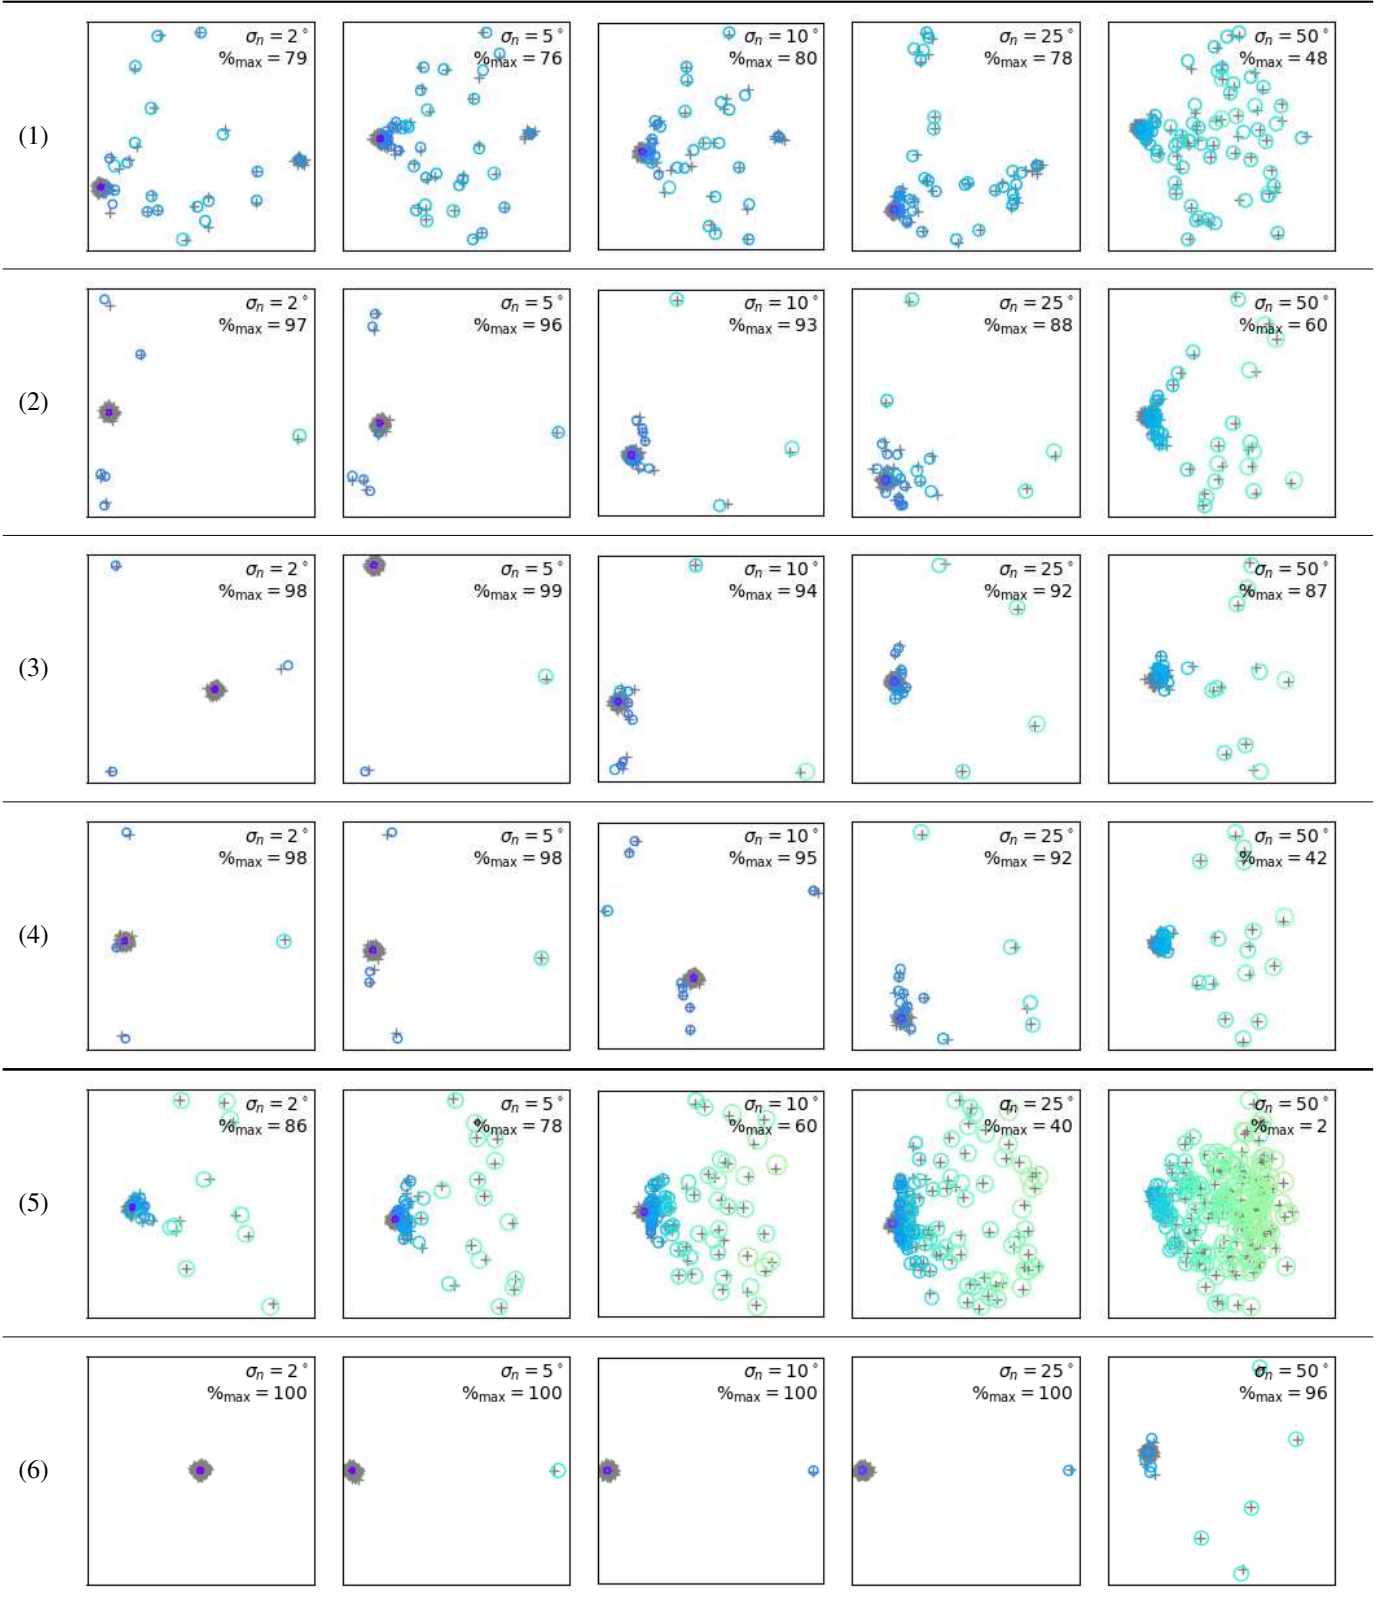 σn = 2° σn = 5° σn = 10° σn = 25° σn = 50°
%max = 79 %max = 76 %max = 80 %max = 78 %max = 48
(1)
σn = 2° σn = 5° σn = 10° σn = 25° σn = 50°
%max = 97 %max = 96 %max = 93 %max = 88 %max = 60
(2)
σn = 2° σn = 5° σn = 10° σn = 25° σn = 50°
%max = 98 %max = 99 %max = 94 %max = 92 %max = 87
(3)
σn = 2° σn = 5° σn = 10° σn = 25° σn = 50°
%max = 98 %max = 98 %max = 95 %max = 92 %max = 42
(4)
σn = 2° σn = 5° σn = 10° σn = 25° σn = 50°
%max = 86 %max = 78 %max = 60 %max = 40 %max = 2
(5)
σn = 2° σn = 5° σn = 10° σn = 25° σn = 50°
%max = 100 %max = 100 %max = 100 %max = 100 %max = 96
(6)